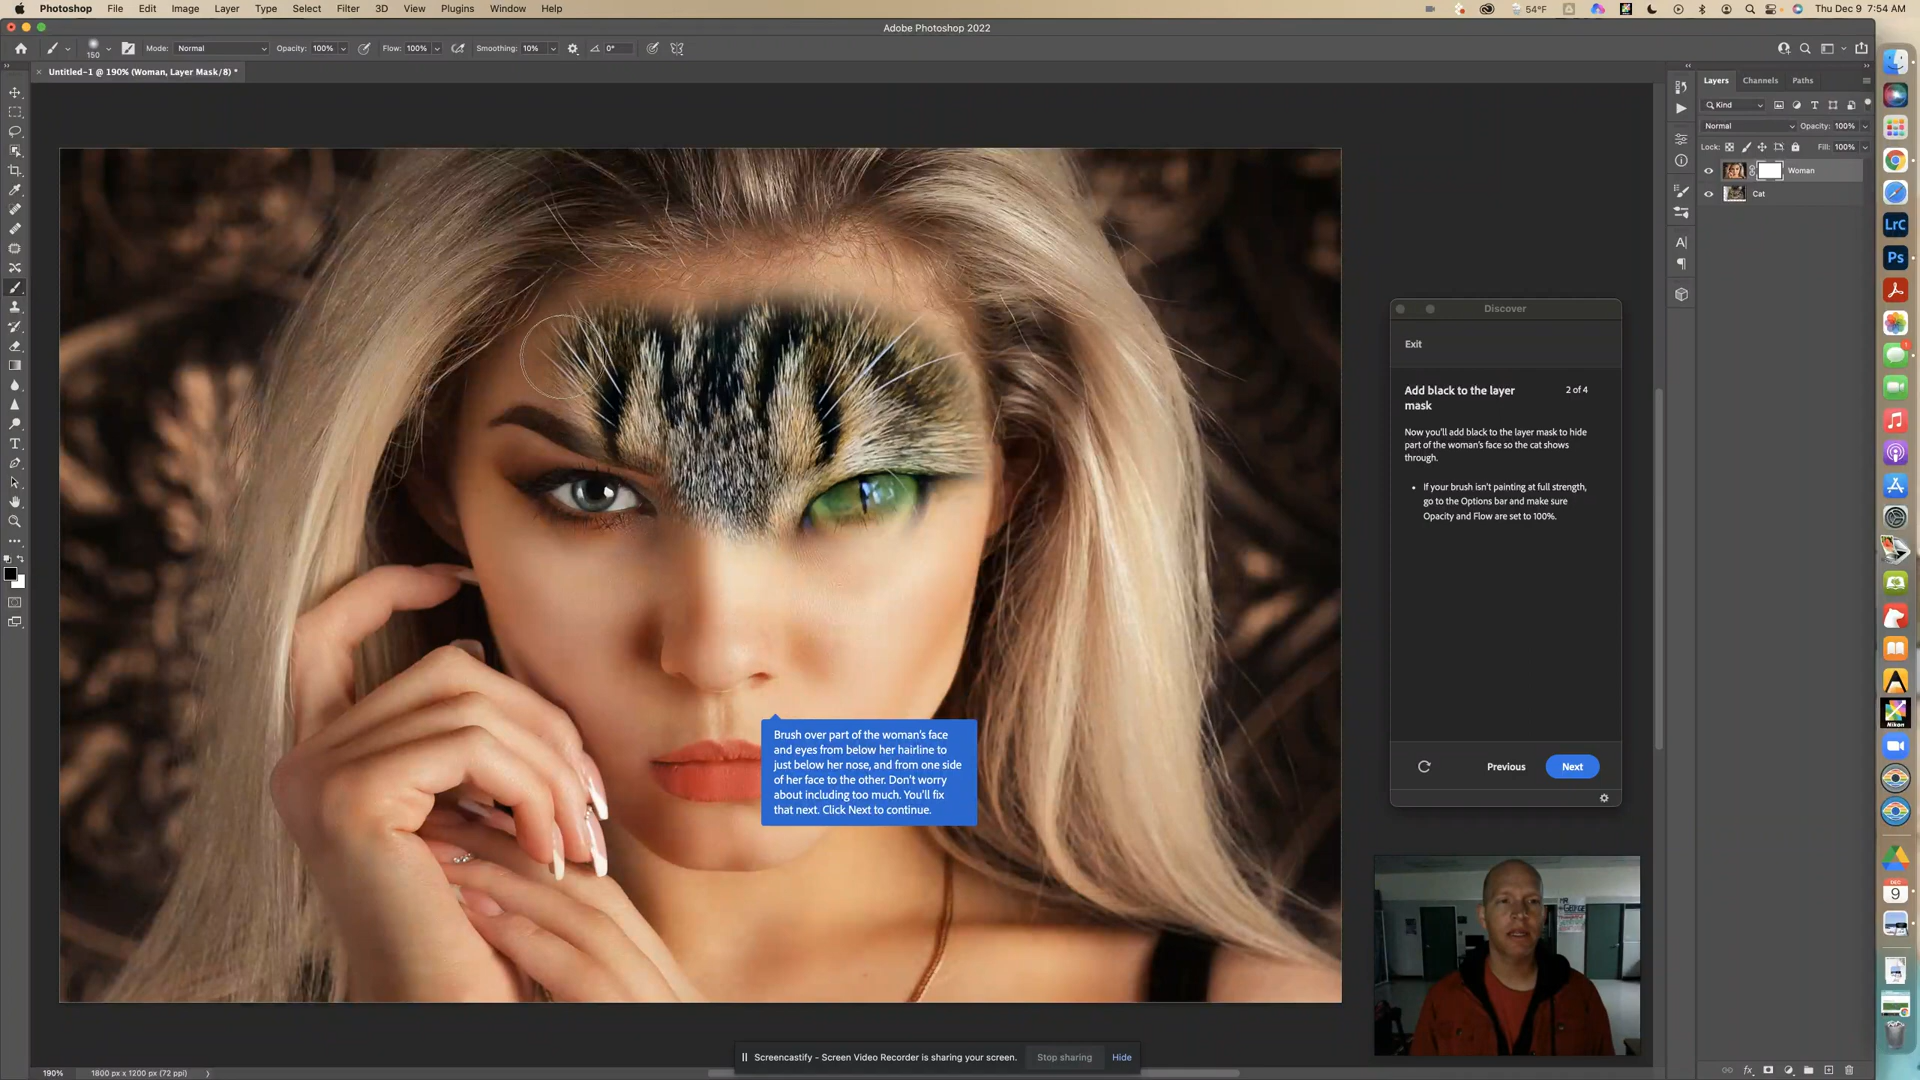 Photoshop File Edit Image Layer Type Select Filter 3D View Plugins Window Help
54°F
Thu Dec 9 7:54 AM
Adobe Photoshop 2022
150
Mode: Normal
Opacity: 100%
Flow: 100%
Smoothing: 10%
0°
× Untitled-1 @ 190% (Woman, Layer Mask/8) *
Layers Channels Paths
Kind
Normal
Opacity: 100%
Lock:
Fill: 100%
Woman
Cat
Discover
Exit
Add black to the layer
mask
2 of 4
Now you'll add black to the layer mask to hide
part of the woman's face so the cat shows
through.
• If your brush isn't painting at full strength,
go to the Options bar and make sure
Opacity and Flow are set to 100%.
Previous
Next
Brush over part of the woman's face
and eyes from below her hairline to
just below her nose, and from one side
of her face to the other. Don't worry
about including too much. You'll fix
that next. Click Next to continue.
Screencastify - Screen Video Recorder is sharing your screen.
Stop sharing
Hide
190%
1800 px x 1200 px (72 ppi)
fx
LrC
Ps
1
Nikon
DEC
9